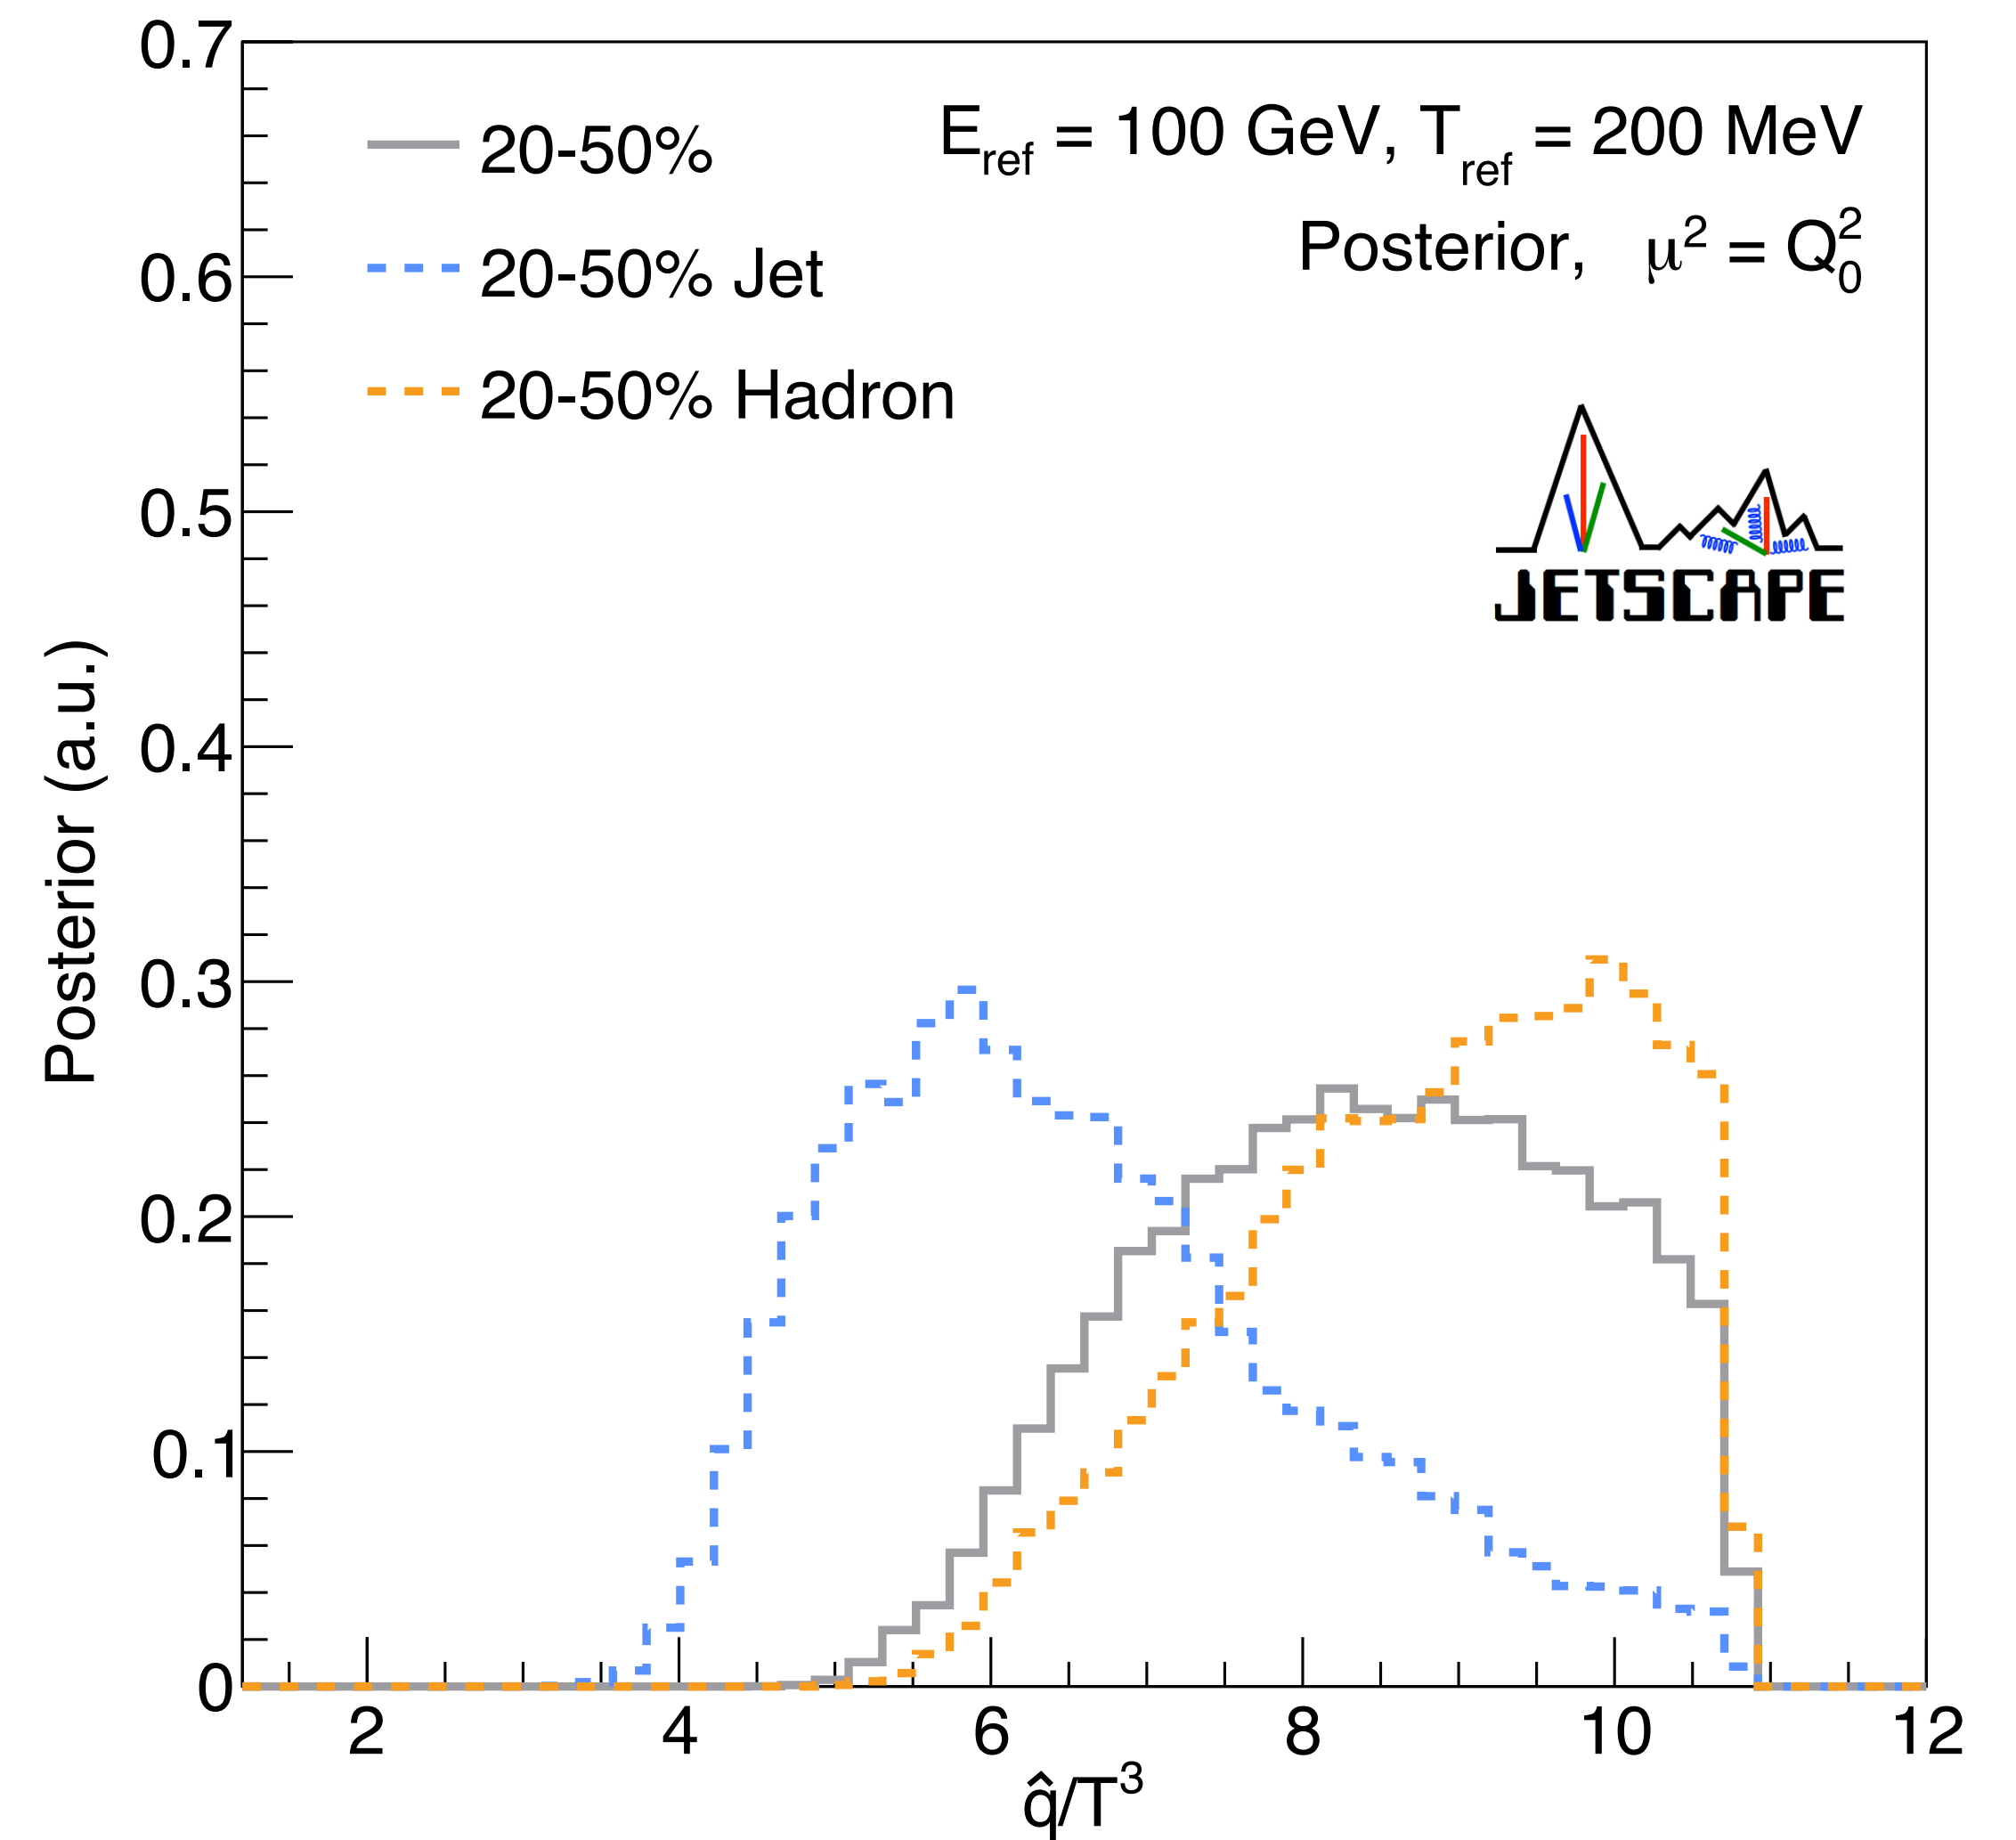 0.7
0.6
0.5
0.4
0.3
0.2
0.1
0
Posterior (a.u.)
20-50%
20-50% Jet
20-50% Hadron
E_ref = 100 GeV, T_ref = 200 MeV
Posterior, μ² = Q₀²
JETSCAPE
2 4 6 8 10 12
q̂/T³